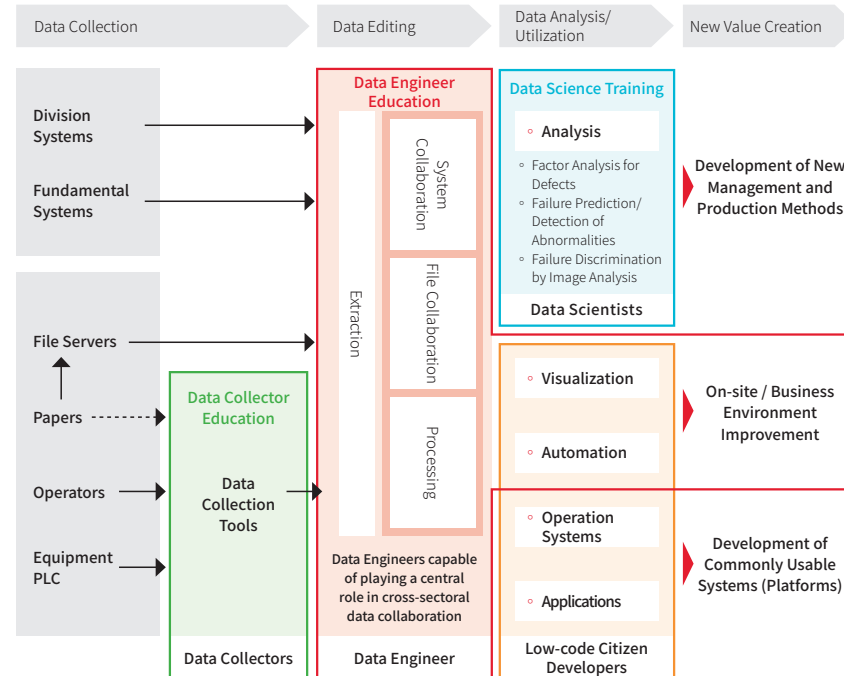 Data Collection
Data Editing
Data Analysis/
Utilization
New Value Creation
Division
Systems
Fundamental
Systems
File Servers
Papers
Operators
Equipment
PLC
Data Collector
Education
Data
Collection
Tools
Data Collectors
Data Engineer
Education
Extraction
System
Collaboration
File Collaboration
Processing
Data Engineers capable
of playing a central
role in cross-sectoral
data collaboration
Data Engineer
Data Science Training
Analysis
Factor Analysis for
Defects
Failure Prediction/
Detection of
Abnormalities
Failure Discrimination
by Image Analysis
Data Scientists
Visualization
Automation
Operation
Systems
Applications
Low-code Citizen
Developers
Development of New
Management and
Production Methods
On-site / Business
Environment
Improvement
Development of
Commonly Usable
Systems (Platforms)